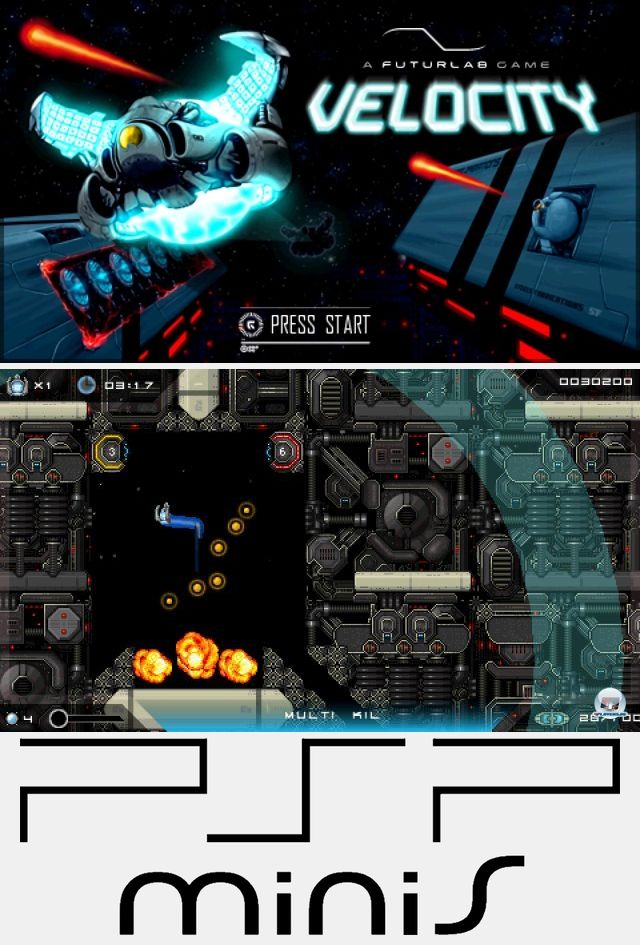 A FUTURLAB GAME
VELOCITY
PRESS START
X1 03:17 0030200
3 6
4 MULTI KIL
PSP
minis